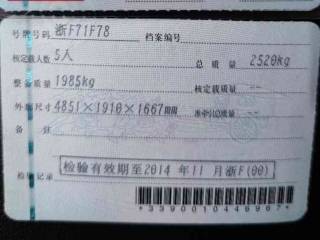 号牌号码 浙F71F78 档案编号
核定载人数 5人 总质量 2520kg
整备质量 1985kg 核定载质量 --
外廓尺寸 4851×1910×1667mm 准牵引总质量 --
备注
检验记录 检验有效期至2014 年 11 月浙F(00)